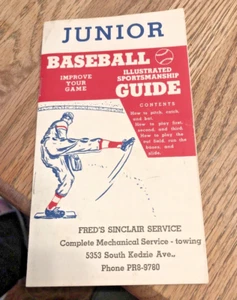 JUNIOR
BASEBALL
IMPROVE
YOUR
GAME
ILLUSTRATED
SPORTSMANSHIP
GUIDE
CONTENTS
How to pitch, catch,
and bat.
How to play first,
second, and third.
How to play the
out field, run the
bases, and
slide.
FRED'S SINCLAIR SERVICE
Complete Mechanical Service - towing
5353 South Kedzie Ave.,
Phone PR8-9780